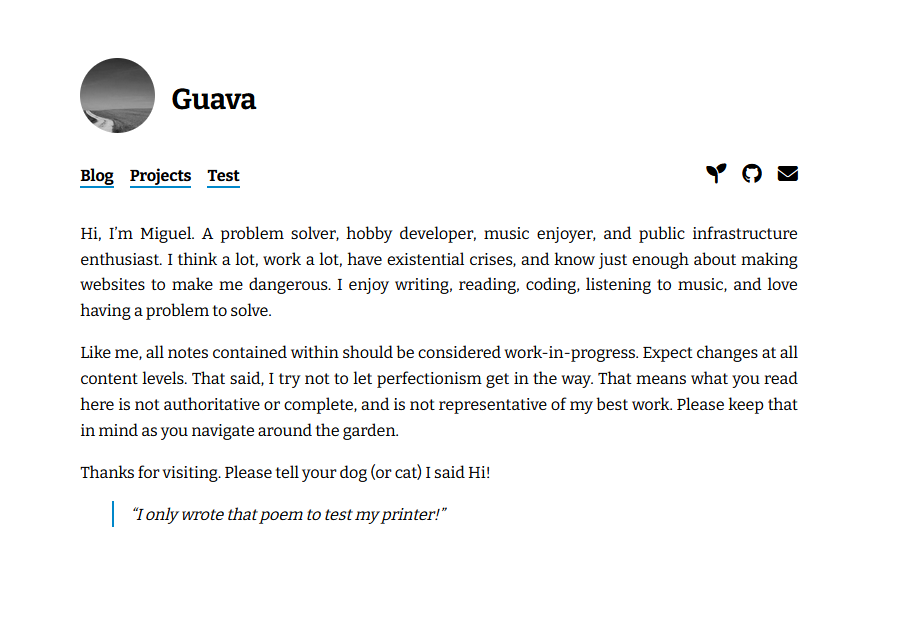 Guava
Blog Projects Test
Hi, I’m Miguel. A problem solver, hobby developer, music enjoyer, and public infrastructure
enthusiast. I think a lot, work a lot, have existential crises, and know just enough about making
websites to make me dangerous. I enjoy writing, reading, coding, listening to music, and love
having a problem to solve.
Like me, all notes contained within should be considered work-in-progress. Expect changes at all
content levels. That said, I try not to let perfectionism get in the way. That means what you read
here is not authoritative or complete, and is not representative of my best work. Please keep that
in mind as you navigate around the garden.
Thanks for visiting. Please tell your dog (or cat) I said Hi!
“I only wrote that poem to test my printer!”